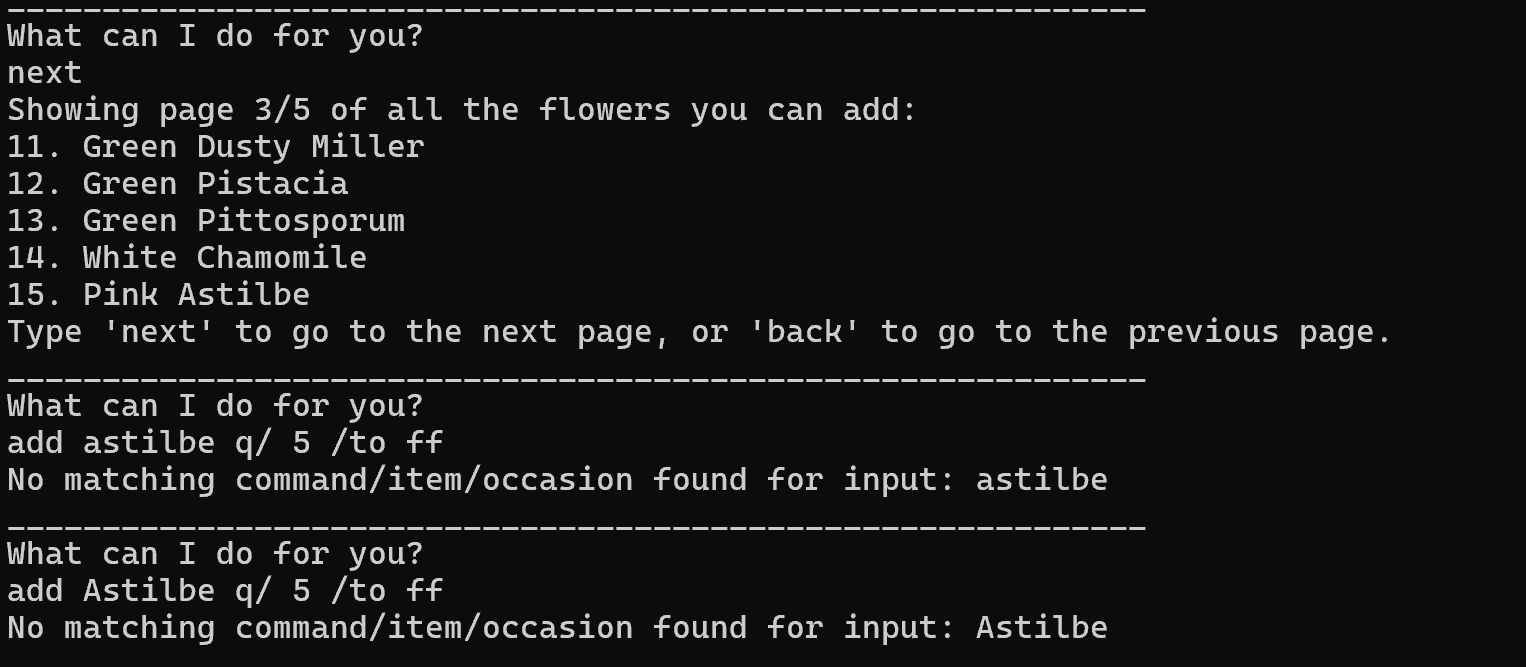 ____________________________________________________________
What can I do for you?
next
Showing page 3/5 of all the flowers you can add:
11. Green Dusty Miller
12. Green Pistacia
13. Green Pittosporum
14. White Chamomile
15. Pink Astilbe
Type 'next' to go to the next page, or 'back' to go to the previous page.
____________________________________________________________
What can I do for you?
add astilbe q/ 5 /to ff
No matching command/item/occasion found for input: astilbe
____________________________________________________________
What can I do for you?
add Astilbe q/ 5 /to ff
No matching command/item/occasion found for input: Astilbe